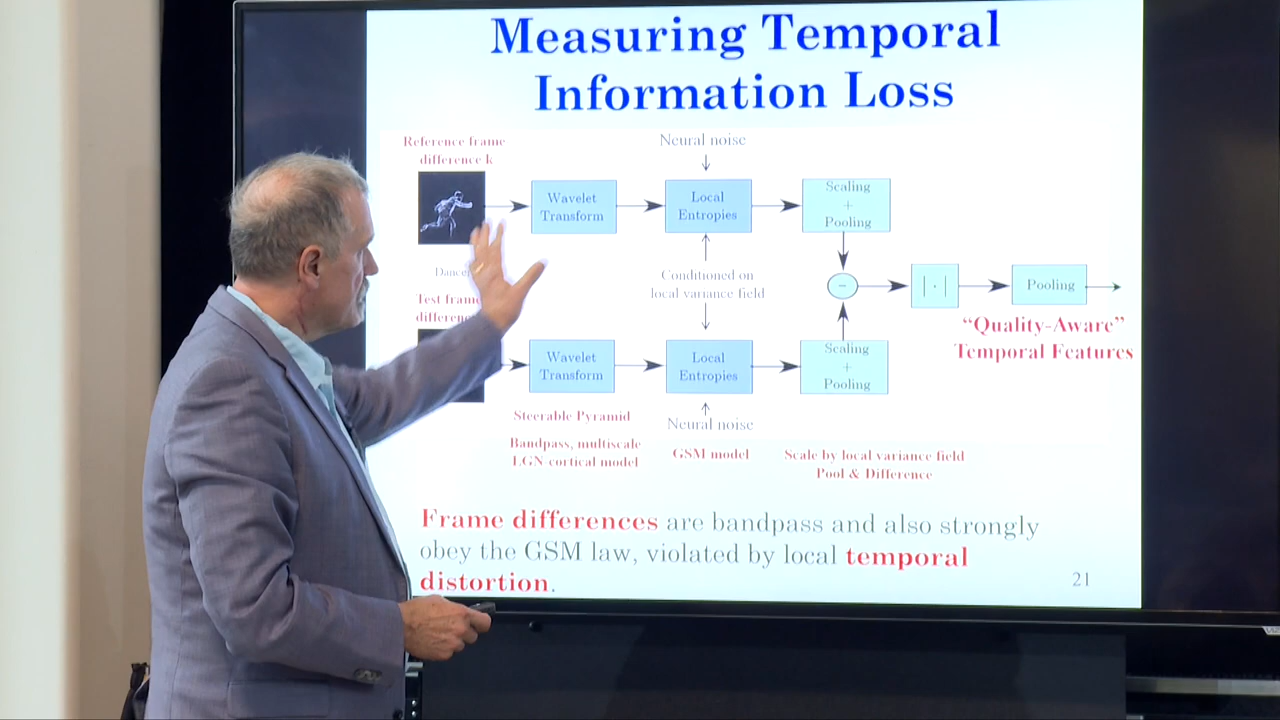 Measuring Temporal
Information Loss
Reference frame
difference k
Neural noise
Wavelet
Transform
Local
Entropies
Scaling
+
Pooling
Conditioned on
local variance field
Test
−
| · |
Pooling
"Quality-Aware"
Temporal Features
Wavelet
Transform
Local
Entropies
Scaling
+
Pooling
Neural noise
Steerable Pyramid
Bandpass, multiscale
LGN cortical model
GSM model
Scale by local variance field
Pool & Difference
Frame differences are bandpass and also strongly
obey the GSM law, violated by local temporal
distortion.
21